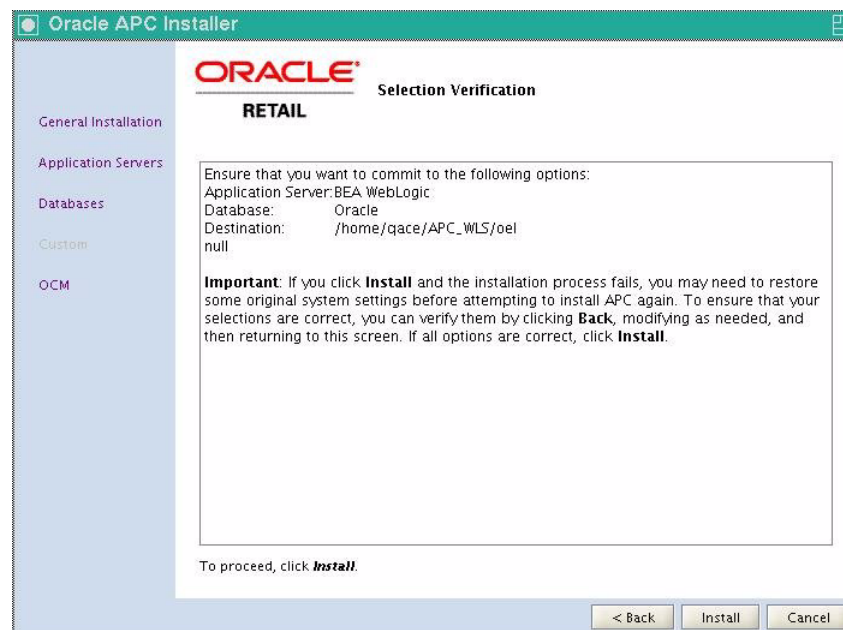 Oracle APC Installer
ORACLE
RETAIL
Selection Verification
General Installation
Application Servers
Databases
Custom
OCM
Ensure that you want to commit to the following options:
Application Server:BEA WebLogic
Database: Oracle
Destination: /home/qace/APC_WLS/oel
null
Important: If you click Install and the installation process fails, you may need to restore
some original system settings before attempting to install APC again. To ensure that your
selections are correct, you can verify them by clicking Back, modifying as needed, and
then returning to this screen. If all options are correct, click Install.
To proceed, click Install.
< Back Install Cancel